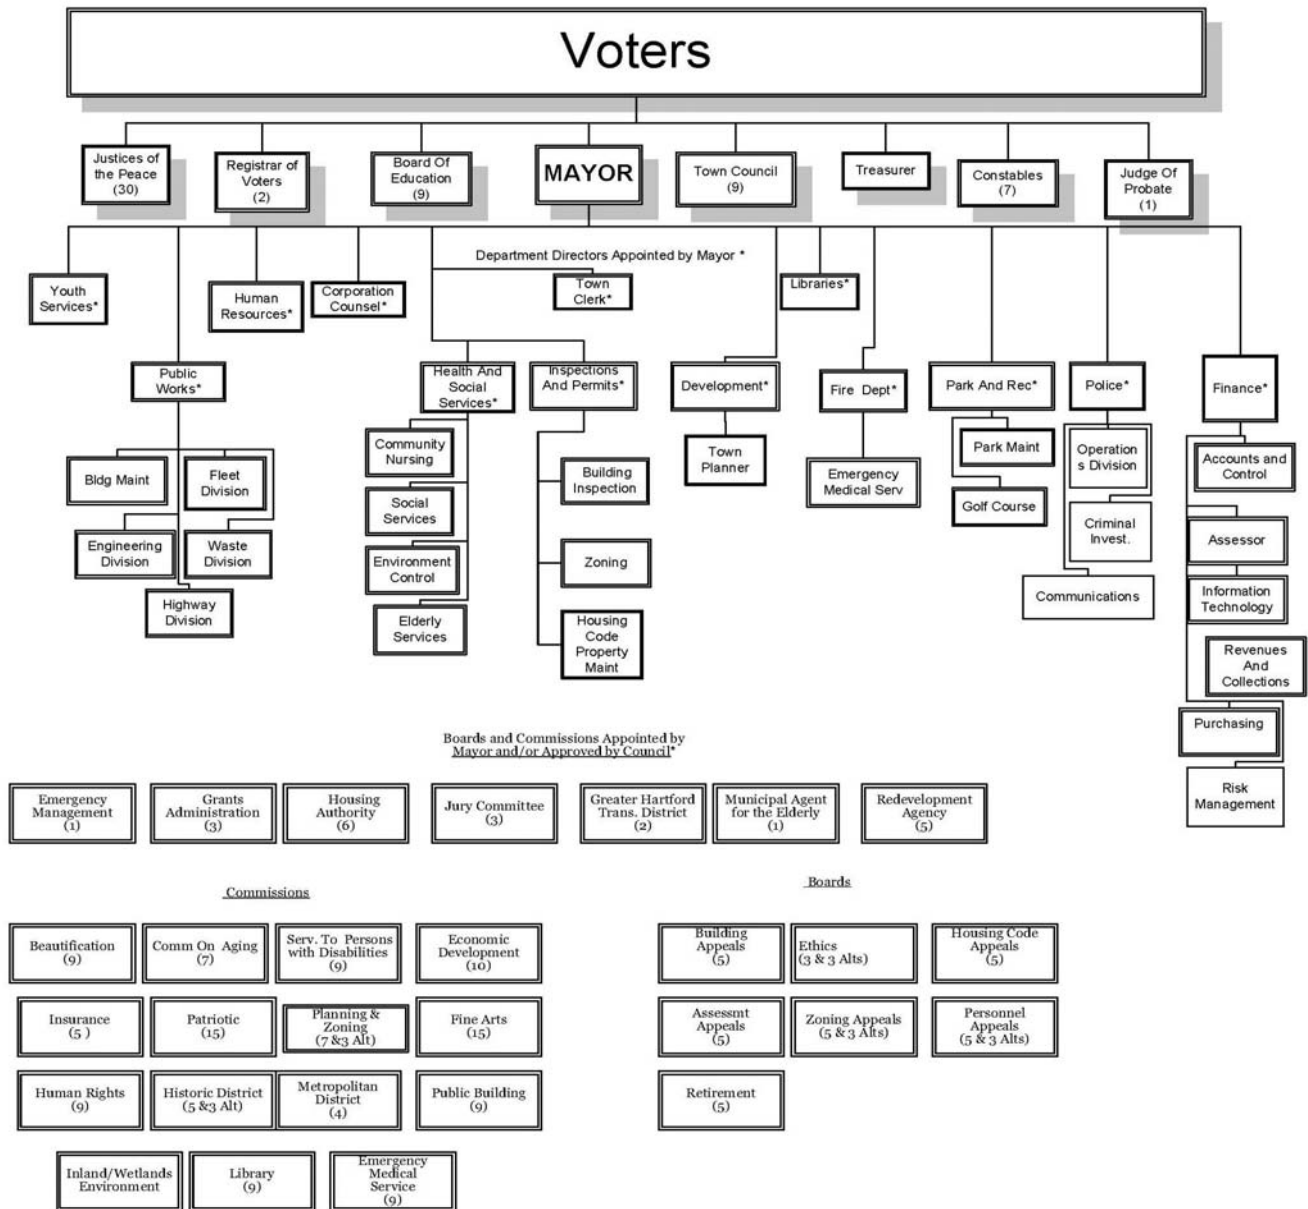 Voters
Justices of
the Peace
(30)
Registrar of
Voters
(2)
Board Of
Education
(9)
MAYOR
Town Council
(9)
Treasurer
Constables
(7)
Judge Of
Probate
(1)
Department Directors Appointed by Mayor *
Youth
Services*
Human
Resources*
Corporation
Counsel*
Town
Clerk*
Libraries*
Public
Works*
Health And
Social
Services*
Inspections
And Permits*
Development*
Fire Dept*
Park And Rec*
Police*
Finance*
Bldg Maint
Fleet
Division
Engineering
Division
Waste
Division
Highway
Division
Community
Nursing
Social
Services
Environment
Control
Elderly
Services
Building
Inspection
Zoning
Housing
Code
Property
Maint
Town
Planner
Emergency
Medical Serv
Park Maint
Golf Course
Operation
s Division
Criminal
Invest.
Communications
Accounts and
Control
Assessor
Information
Technology
Revenues
And
Collections
Purchasing
Risk
Management
Boards and Commissions Appointed by
Mayor and/or Approved by Council*
Emergency
Management
(1)
Grants
Administration
(3)
Housing
Authority
(6)
Jury Committee
(3)
Greater Hartford
Trans. District
(2)
Municipal Agent
for the Elderly
(1)
Redevelopment
Agency
(5)
Commissions
Beautification
(9)
Comm On Aging
(7)
Serv. To Persons
with Disabilities
(9)
Economic
Development
(10)
Insurance
(5 )
Patriotic
(15)
Planning &
Zoning
(7 &3 Alt)
Fine Arts
(15)
Human Rights
(9)
Historic District
(5 &3 Alt)
Metropolitan
District
(4)
Public Building
(9)
Inland/Wetlands
Environment
Library
(9)
Emergency
Medical
Service
(9)
Boards
Building
Appeals
(5)
Ethics
(3 & 3 Alts)
Housing Code
Appeals
(5)
Assessmt
Appeals
(5)
Zoning Appeals
(5 & 3 Alts)
Personnel
Appeals
(5 & 3 Alts)
Retirement
(5)